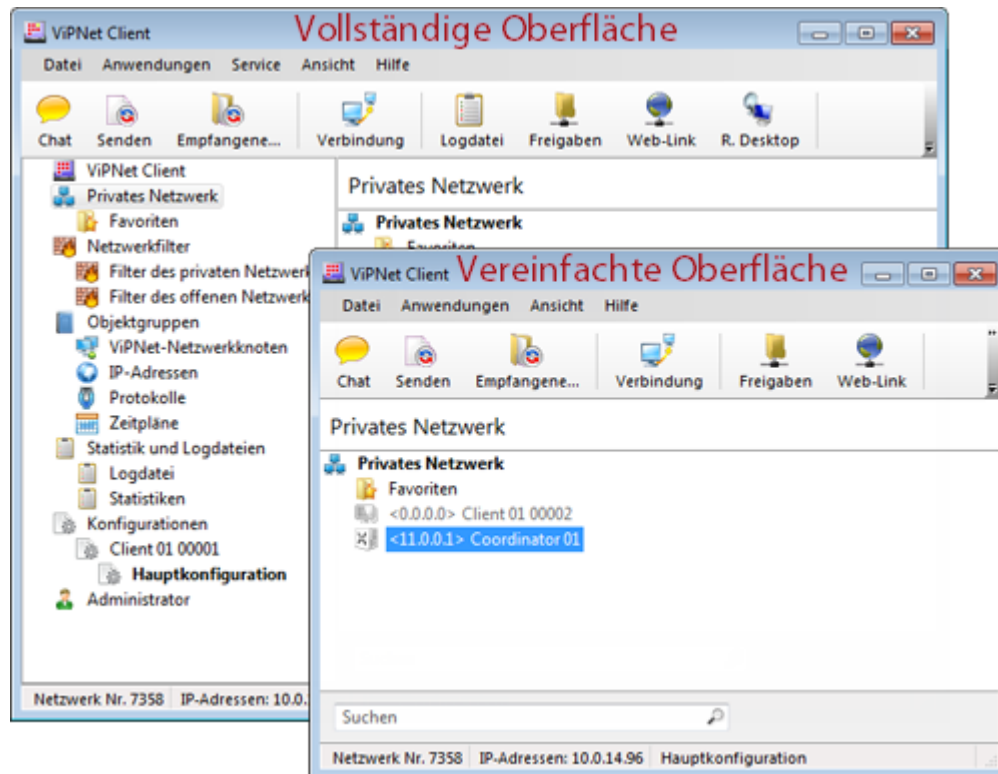 ViPNet Client Vollständige Oberfläche
Datei Anwendungen Service Ansicht Hilfe
Chat Senden Empfangene... Verbindung Logdatei Freigaben Web-Link R. Desktop
ViPNet Client
Privates Netzwerk
Favoriten
Netzwerkfilter
Filter des privaten Netzwerk
Filter des offenen Netzwerk
Objektgruppen
ViPNet-Netzwerkknoten
IP-Adressen
Protokolle
Zeitpläne
Statistik und Logdateien
Logdatei
Statistiken
Konfigurationen
Client 01 00001
Hauptkonfiguration
Administrator
Privates Netzwerk
Privates Netzwerk
Favoriten
Netzwerk Nr. 7358 IP-Adressen: 10.0.
ViPNet Client Vereinfachte Oberfläche
Datei Anwendungen Ansicht Hilfe
Chat Senden Empfangene... Verbindung Freigaben Web-Link
Privates Netzwerk
Privates Netzwerk
Favoriten
<0.0.0.0> Client 01 00002
<11.0.0.1> Coordinator 01
Suchen
Netzwerk Nr. 7358 IP-Adressen: 10.0.14.96 Hauptkonfiguration